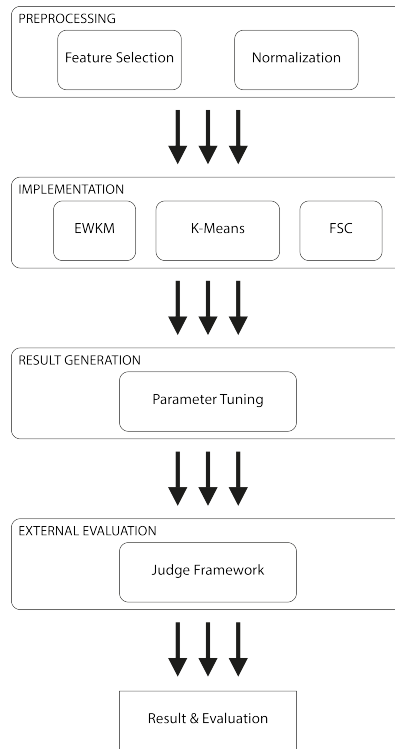 PREPROCESSING
Feature Selection
Normalization
IMPLEMENTATION
EWKM
K-Means
FSC
RESULT GENERATION
Parameter Tuning
EXTERNAL EVALUATION
Judge Framework
Result & Evaluation